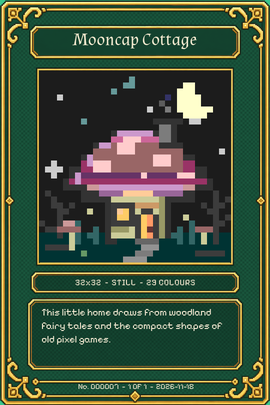 Mooncap Cottage
32x32 - STILL - 29 COLOURS
This little home draws from woodland
fairy tales and the compact shapes of
old pixel games.
No. 000007 - 1 OF 1 - 2026-11-18